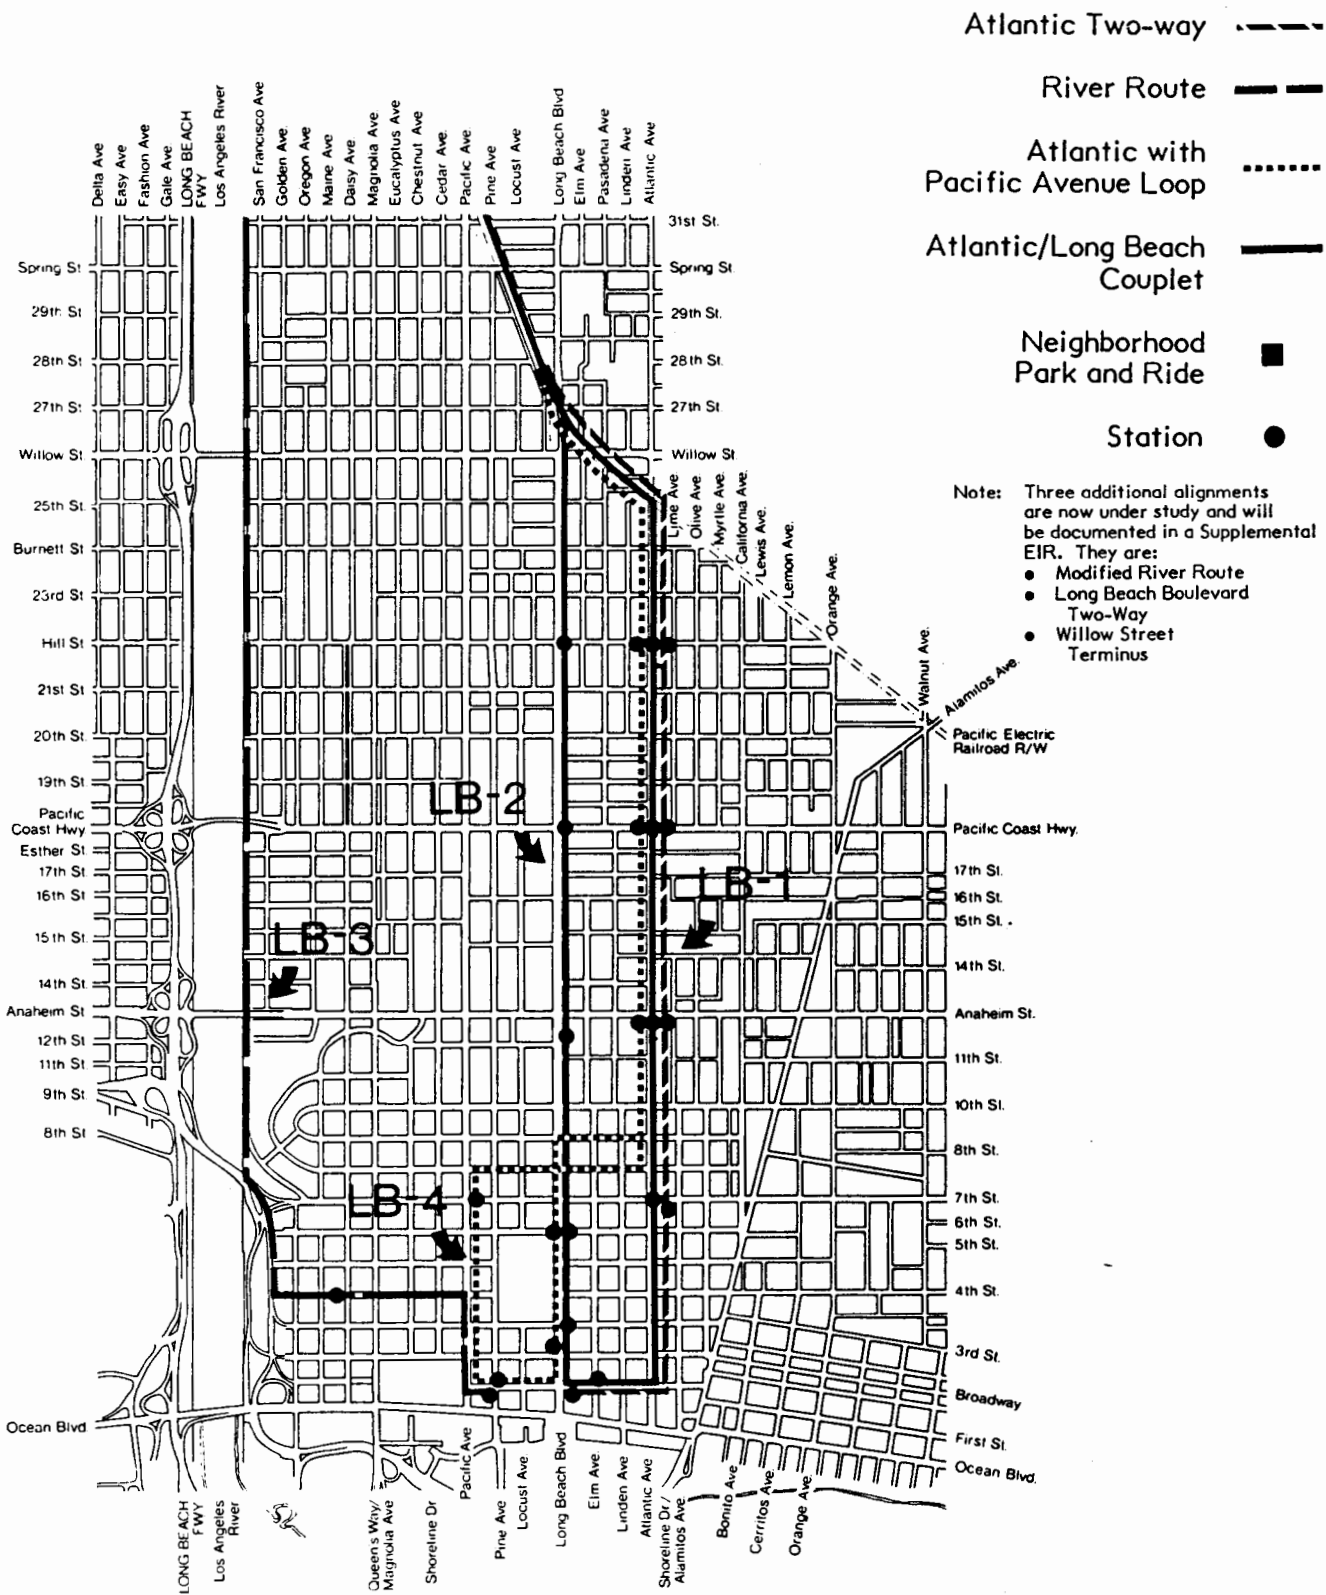 Atlantic Two-way
River Route
Atlantic with
Pacific Avenue Loop
Atlantic/Long Beach
Couplet
Neighborhood
Park and Ride
Station
Note: Three additional alignments
are now under study and will
be documented in a Supplemental
EIR. They are:
● Modified River Route
● Long Beach Boulevard
Two-Way
● Willow Street
Terminus
Delta Ave
Easy Ave
Fashion Ave
Gale Ave
LONG BEACH
FWY
Los Angeles River
San Francisco Ave
Golden Ave.
Oregon Ave
Maine Ave
Daisy Ave.
Magnolia Ave.
Eucalyptus Ave
Chestnut Ave
Cedar Ave.
Pacific Ave
Pine Ave
Locust Ave
Long Beach Blvd
Elm Ave
Pasadena Ave
Linden Ave
Atlantic Ave
Spring St
29th St
28th St
27th St
Willow St.
25th St.
Burnett St
23rd St
Hill St
21st St
20th St.
19th St.
Pacific
Coast Hwy
Esther St.
17th St.
16th St
15th St.
14th St.
Anaheim St
12th St
11th St.
9th St.
8th St
Ocean Blvd
31st St.
Spring St.
29th St.
28th St.
27th St.
Willow St.
Lime Ave.
Olive Ave.
Myrtle Ave.
California Ave.
Lewis Ave.
Lemon Ave.
Orange Ave.
Walnut Ave.
Alamitos Ave.
Pacific Electric
Railroad R/W
Pacific Coast Hwy.
17th St.
16th St.
15th St.
14th St.
Anaheim St.
11th St.
10th St.
8th St.
7th St.
6th St.
5th St.
4th St.
3rd St.
Broadway
First St.
Ocean Blvd.
LB-2
LB-1
LB-3
LB-4
LONG BEACH
FWY
Los Angeles
River
Queen's Way/
Magnolia Ave
Shoreline Dr
Pacific Ave
Pine Ave
Locust Ave.
Long Beach Blvd
Elm Ave.
Linden Ave
Atlantic Ave
Shoreline Dr/
Alamitos Ave.
Bonito Ave
Cerritos Ave.
Orange Ave.